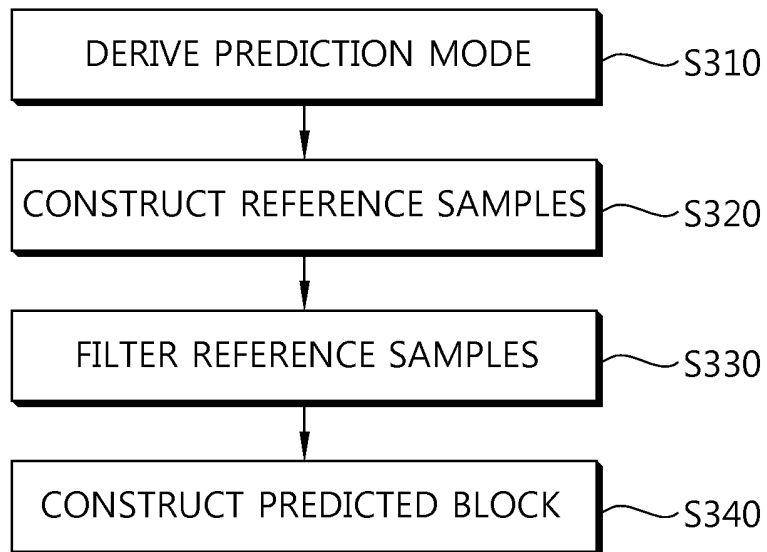 DERIVE PREDICTION MODE
S310
CONSTRUCT REFERENCE SAMPLES
S320
FILTER REFERENCE SAMPLES
S330
CONSTRUCT PREDICTED BLOCK
S340